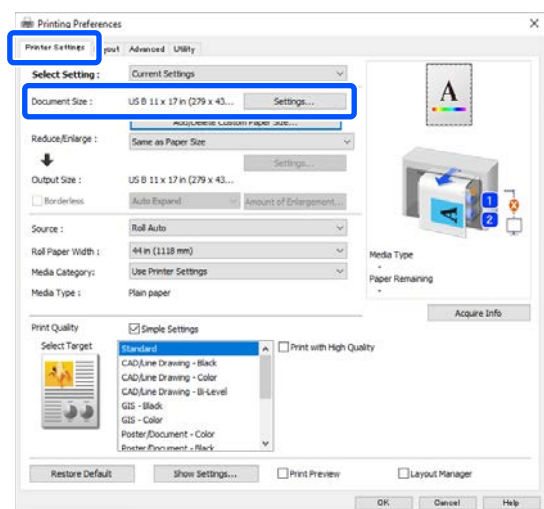 Printing Preferences
Printer Settings yout Advanced Utility
Select Setting : Current Settings
Document Size : US B 11 x 17 in (279 x 43... Settings...
Add/Delete Custom Paper Size...
Reduce/Enlarge : Same as Paper Size
Settings...
Output Size : US B 11 x 17 in (279 x 43...
Borderless Auto Expand Amount of Enlargement...
Source : Roll Auto
Roll Paper Width : 44 in (1118 mm)
Media Category: Use Printer Settings
Media Type : Plain paper
A
A
1
2
Media Type
-
Paper Remaining
-
Acquire Info
Print Quality Simple Settings
Select Target
Standard
CAD/Line Drawing - Black
CAD/Line Drawing - Color
CAD/Line Drawing - Bi-Level
GIS - Black
GIS - Color
Poster/Document - Color
Poster/Document - Black
Print with High Quality
Restore Default Show Settings... Print Preview Layout Manager
OK Cancel Help